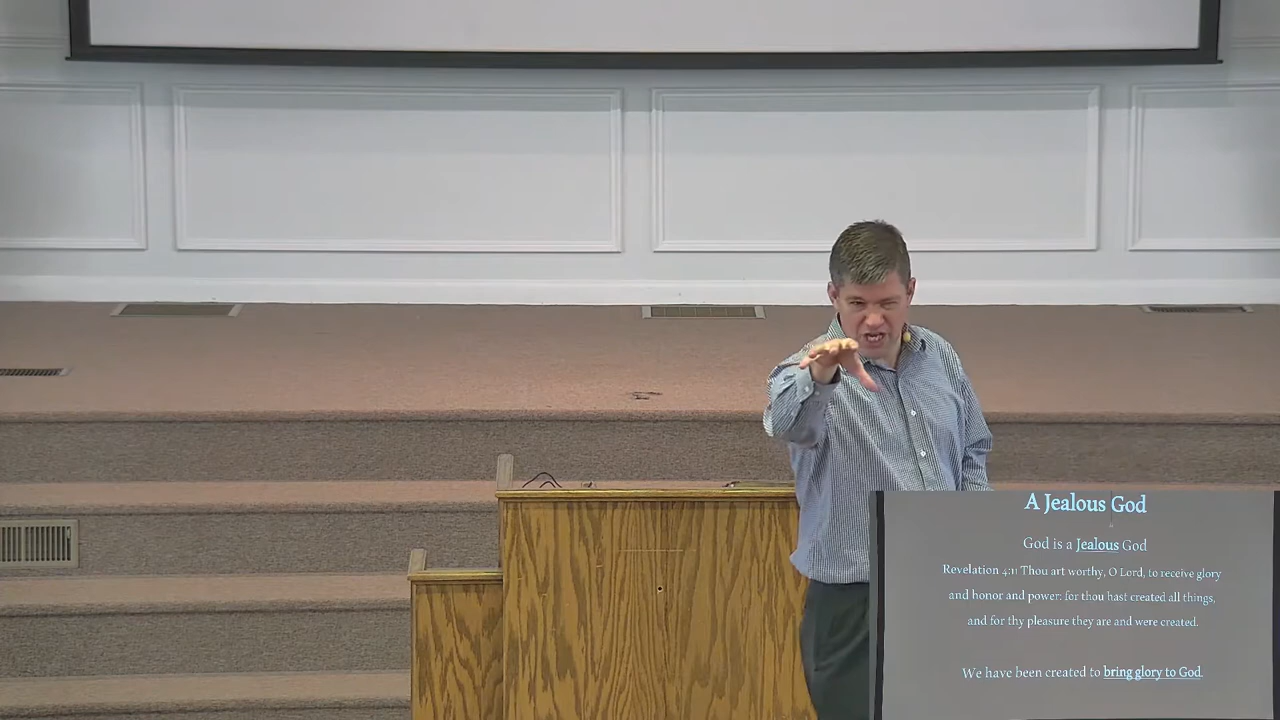 A Jealous God
God is a Jealous God
Revelation 4:11 Thou art worthy, O Lord, to receive glory
and honor and power: for thou hast created all things,
and for thy pleasure they are and were created.
We have been created to bring glory to God.